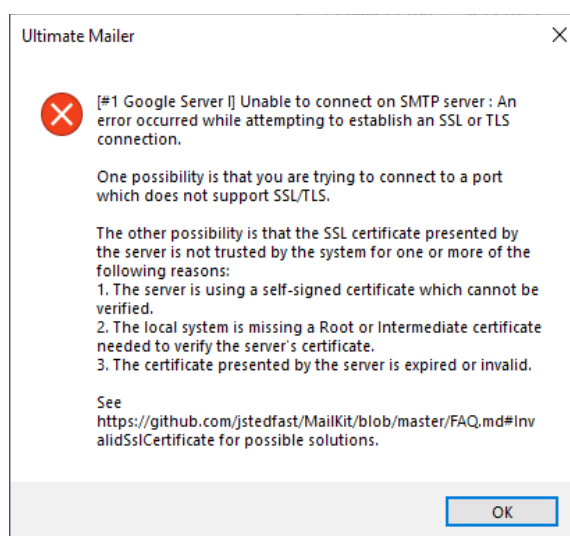 Ultimate Mailer
[#1 Google Server I] Unable to connect on SMTP server : An
error occurred while attempting to establish an SSL or TLS
connection.
One possibility is that you are trying to connect to a port
which does not support SSL/TLS.
The other possibility is that the SSL certificate presented by
the server is not trusted by the system for one or more of the
following reasons:
1. The server is using a self-signed certificate which cannot be
verified.
2. The local system is missing a Root or Intermediate certificate
needed to verify the server's certificate.
3. The certificate presented by the server is expired or invalid.
See
https://github.com/jstedfast/MailKit/blob/master/FAQ.md#Inv
alidSslCertificate for possible solutions.
OK